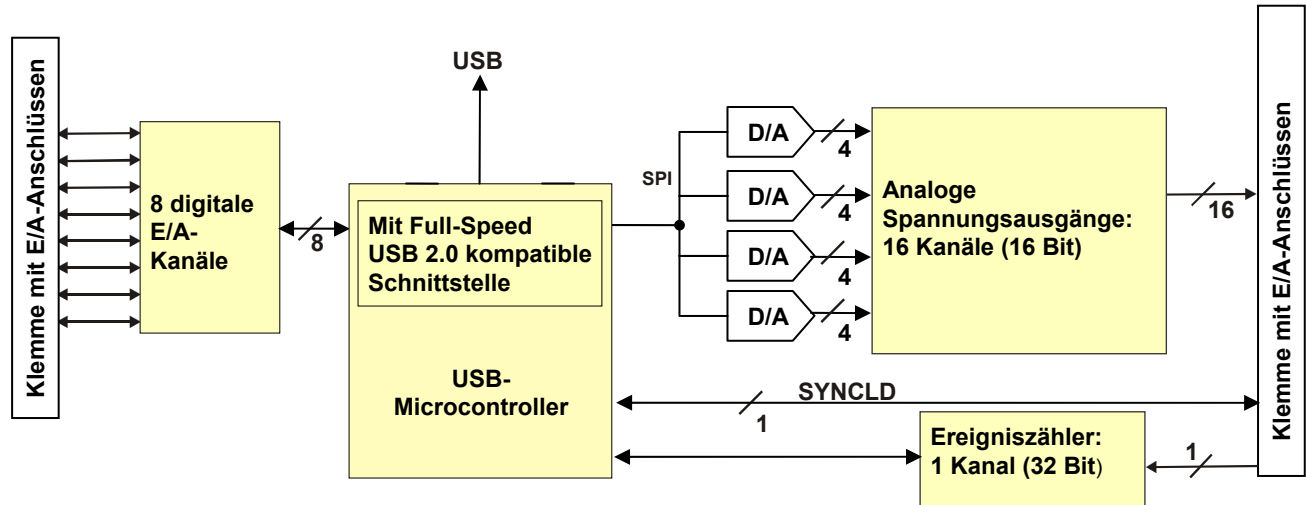 Klemme mit E/A-Anschlüssen
8 digitale
E/A-
Kanäle
8
USB
Mit Full-Speed
USB 2.0 kompatible
Schnittstelle
USB-
Microcontroller
SPI
D/A
4
D/A
4
D/A
4
D/A
4
Analoge
Spannungsausgänge:
16 Kanäle (16 Bit)
16
SYNCLD
1
Ereigniszähler:
1 Kanal (32 Bit)
1
Klemme mit E/A-Anschlüssen